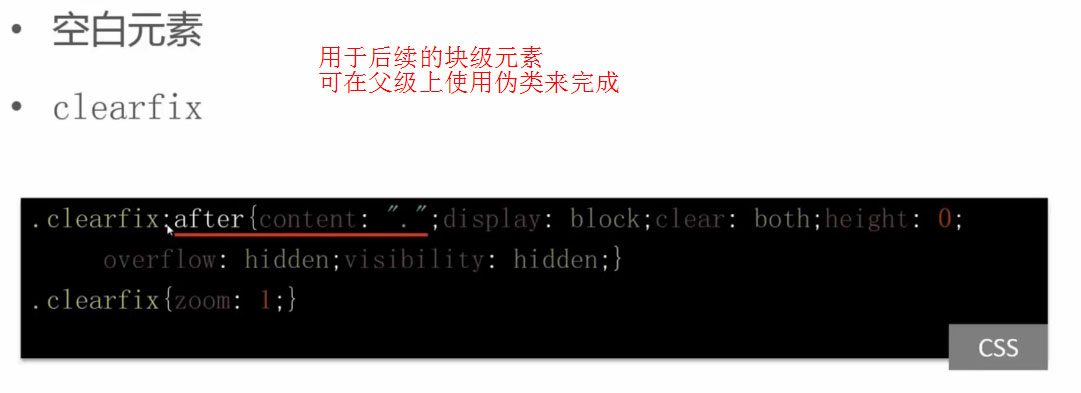 • 空白元素
用于后续的块级元素
可在父级上使用伪类来完成
• clearfix
.clearfix:after{content: ".";display: block;clear: both;height: 0;
overflow: hidden;visibility: hidden;}
.clearfix{zoom: 1;}
CSS